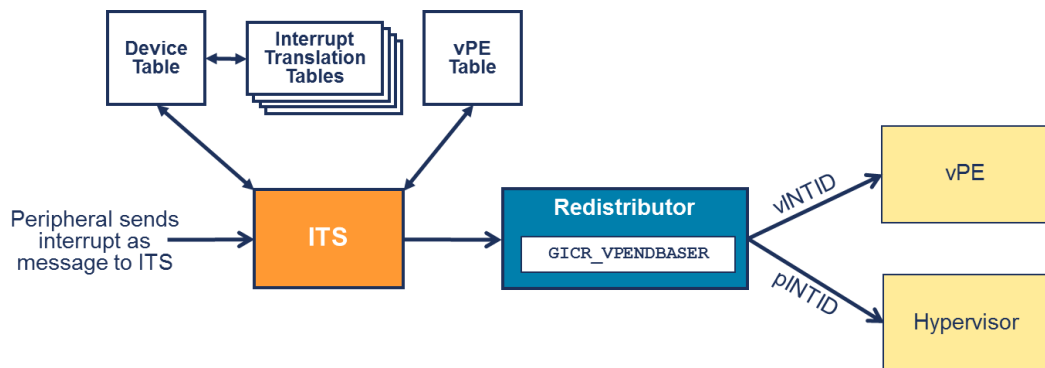 Device
Table
Interrupt
Translation
Tables
vPE
Table
Peripheral sends
interrupt as
message to ITS
ITS
Redistributor
GICR_VPENDBASER
vINTID
pINTID
vPE
Hypervisor